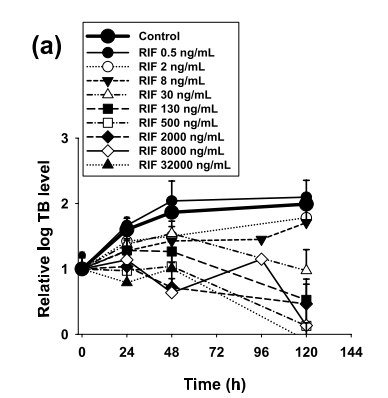 (a)
Control
RIF 0.5 ng/mL
RIF 2 ng/mL
RIF 8 ng/mL
RIF 30 ng/mL
RIF 130 ng/mL
RIF 500 ng/mL
RIF 2000 ng/mL
RIF 8000 ng/mL
RIF 32000 ng/mL
Relative log TB level
3
2
1
0
0 24 48 72 96 120 144
Time (h)